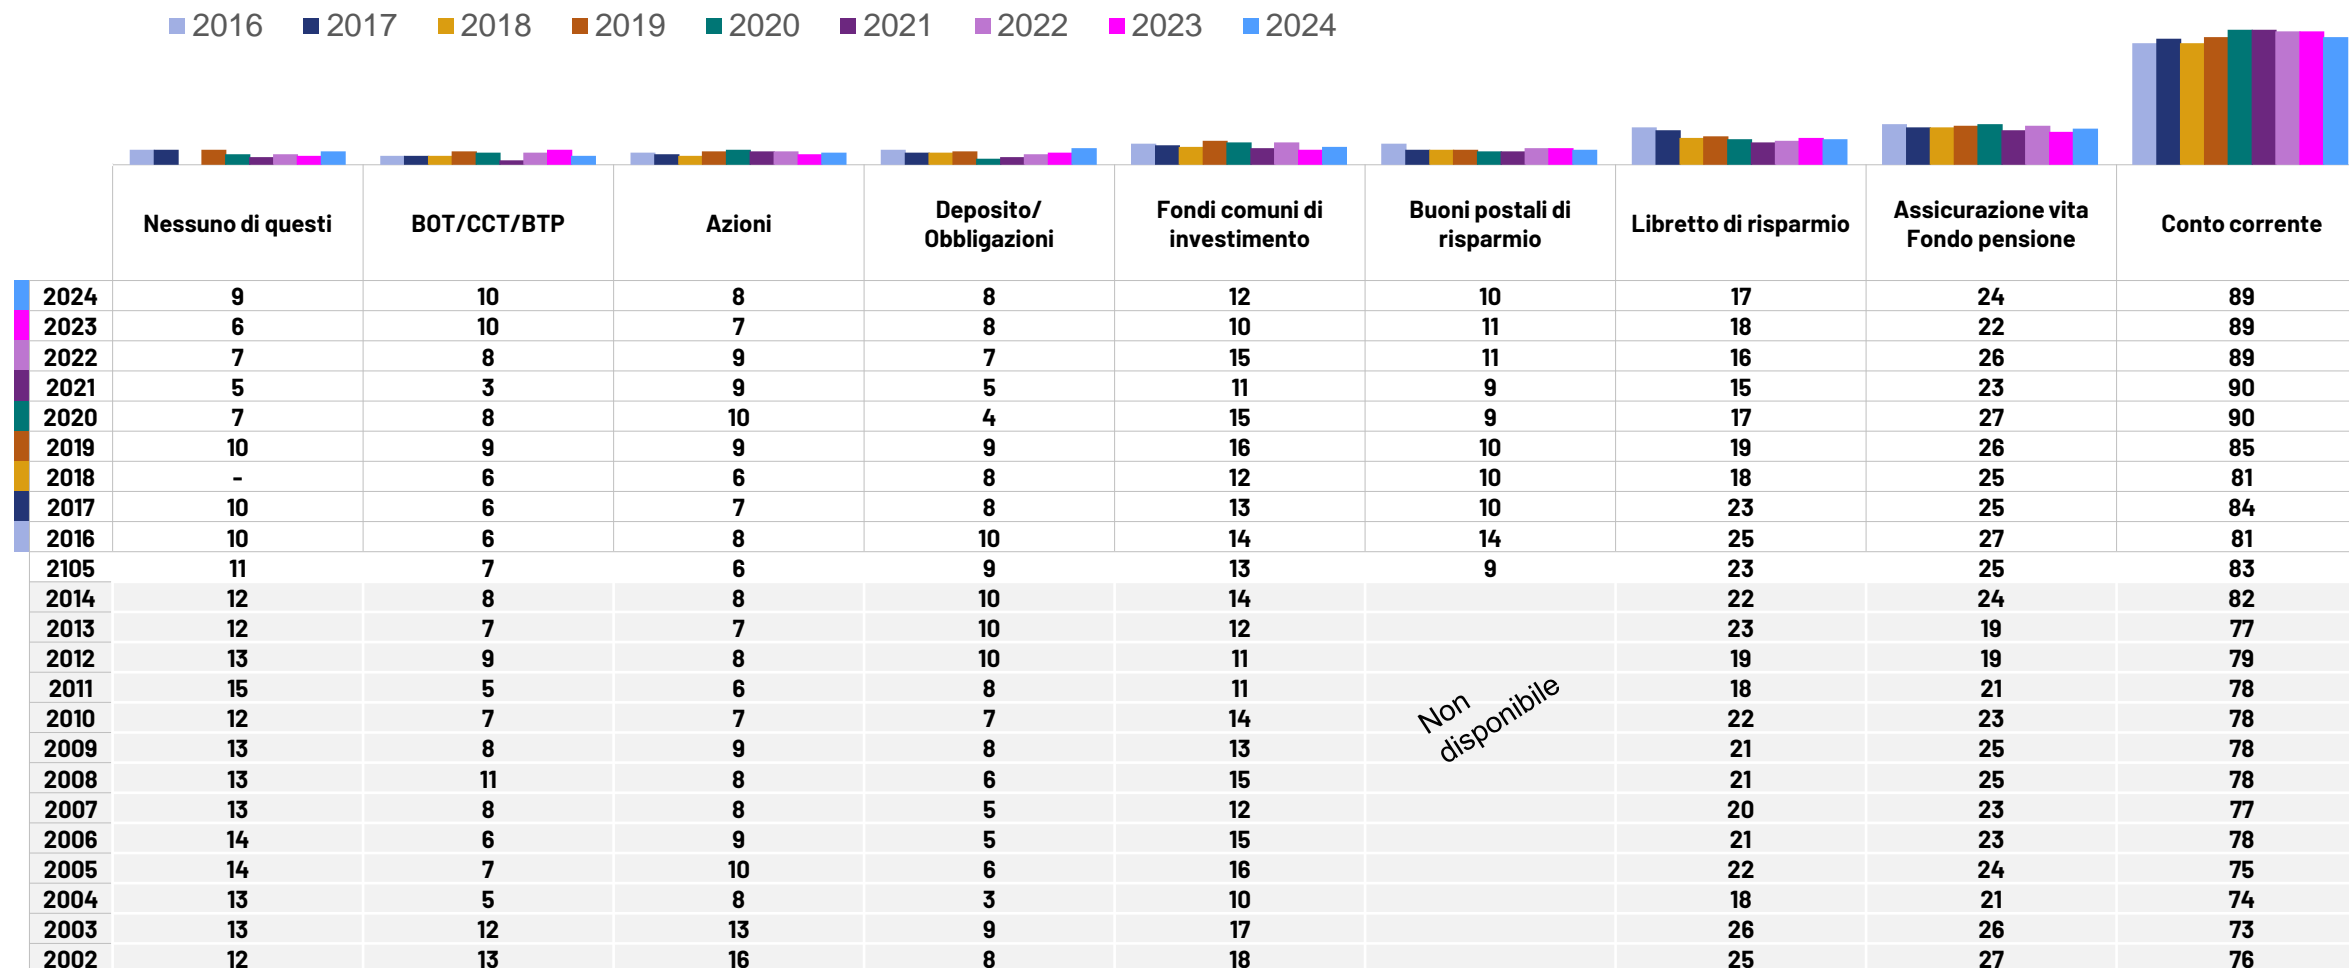 2016 2017 2018 2019 2020 2021 2022 2023 2024
Nessuno di questi BOT/CCT/BTP Azioni Deposito/ Obbligazioni Fondi comuni di investimento Buoni postali di risparmio Libretto di risparmio Assicurazione vita Fondo pensione Conto corrente
2024 9 10 8 8 12 10 17 24 89
2023 6 10 7 8 10 11 18 22 89
2022 7 8 9 7 15 11 16 26 89
2021 5 3 9 5 11 9 15 23 90
2020 7 8 10 4 15 9 17 27 90
2019 10 9 9 9 16 10 19 26 85
2018 - 6 6 8 12 10 18 25 81
2017 10 6 7 8 13 10 23 25 84
2016 10 6 8 10 14 14 25 27 81
2105 11 7 6 9 13 9 23 25 83
2014 12 8 8 10 14 22 24 82
2013 12 7 7 10 12 23 19 77
2012 13 9 8 10 11 19 19 79
2011 15 5 6 8 11 18 21 78
2010 12 7 7 7 14 22 23 78
Non
disponibile
2009 13 8 9 8 13 21 25 78
2008 13 11 8 6 15 21 25 78
2007 13 8 8 5 12 20 23 77
2006 14 6 9 5 15 21 23 78
2005 14 7 10 6 16 22 24 75
2004 13 5 8 3 10 18 21 74
2003 13 12 13 9 17 26 26 73
2002 12 13 16 8 18 25 27 76